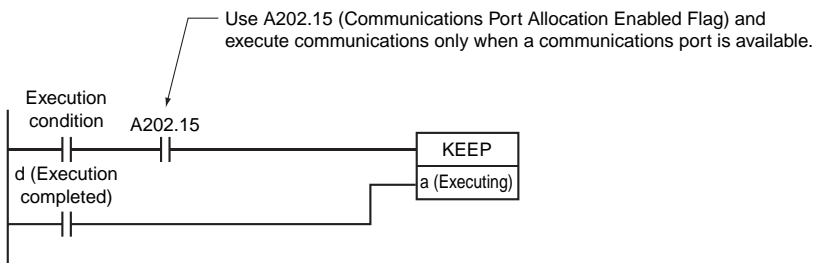 Use A202.15 (Communications Port Allocation Enabled Flag) and
execute communications only when a communications port is available.
Execution
condition
A202.15
KEEP
a (Executing)
d (Execution
completed)